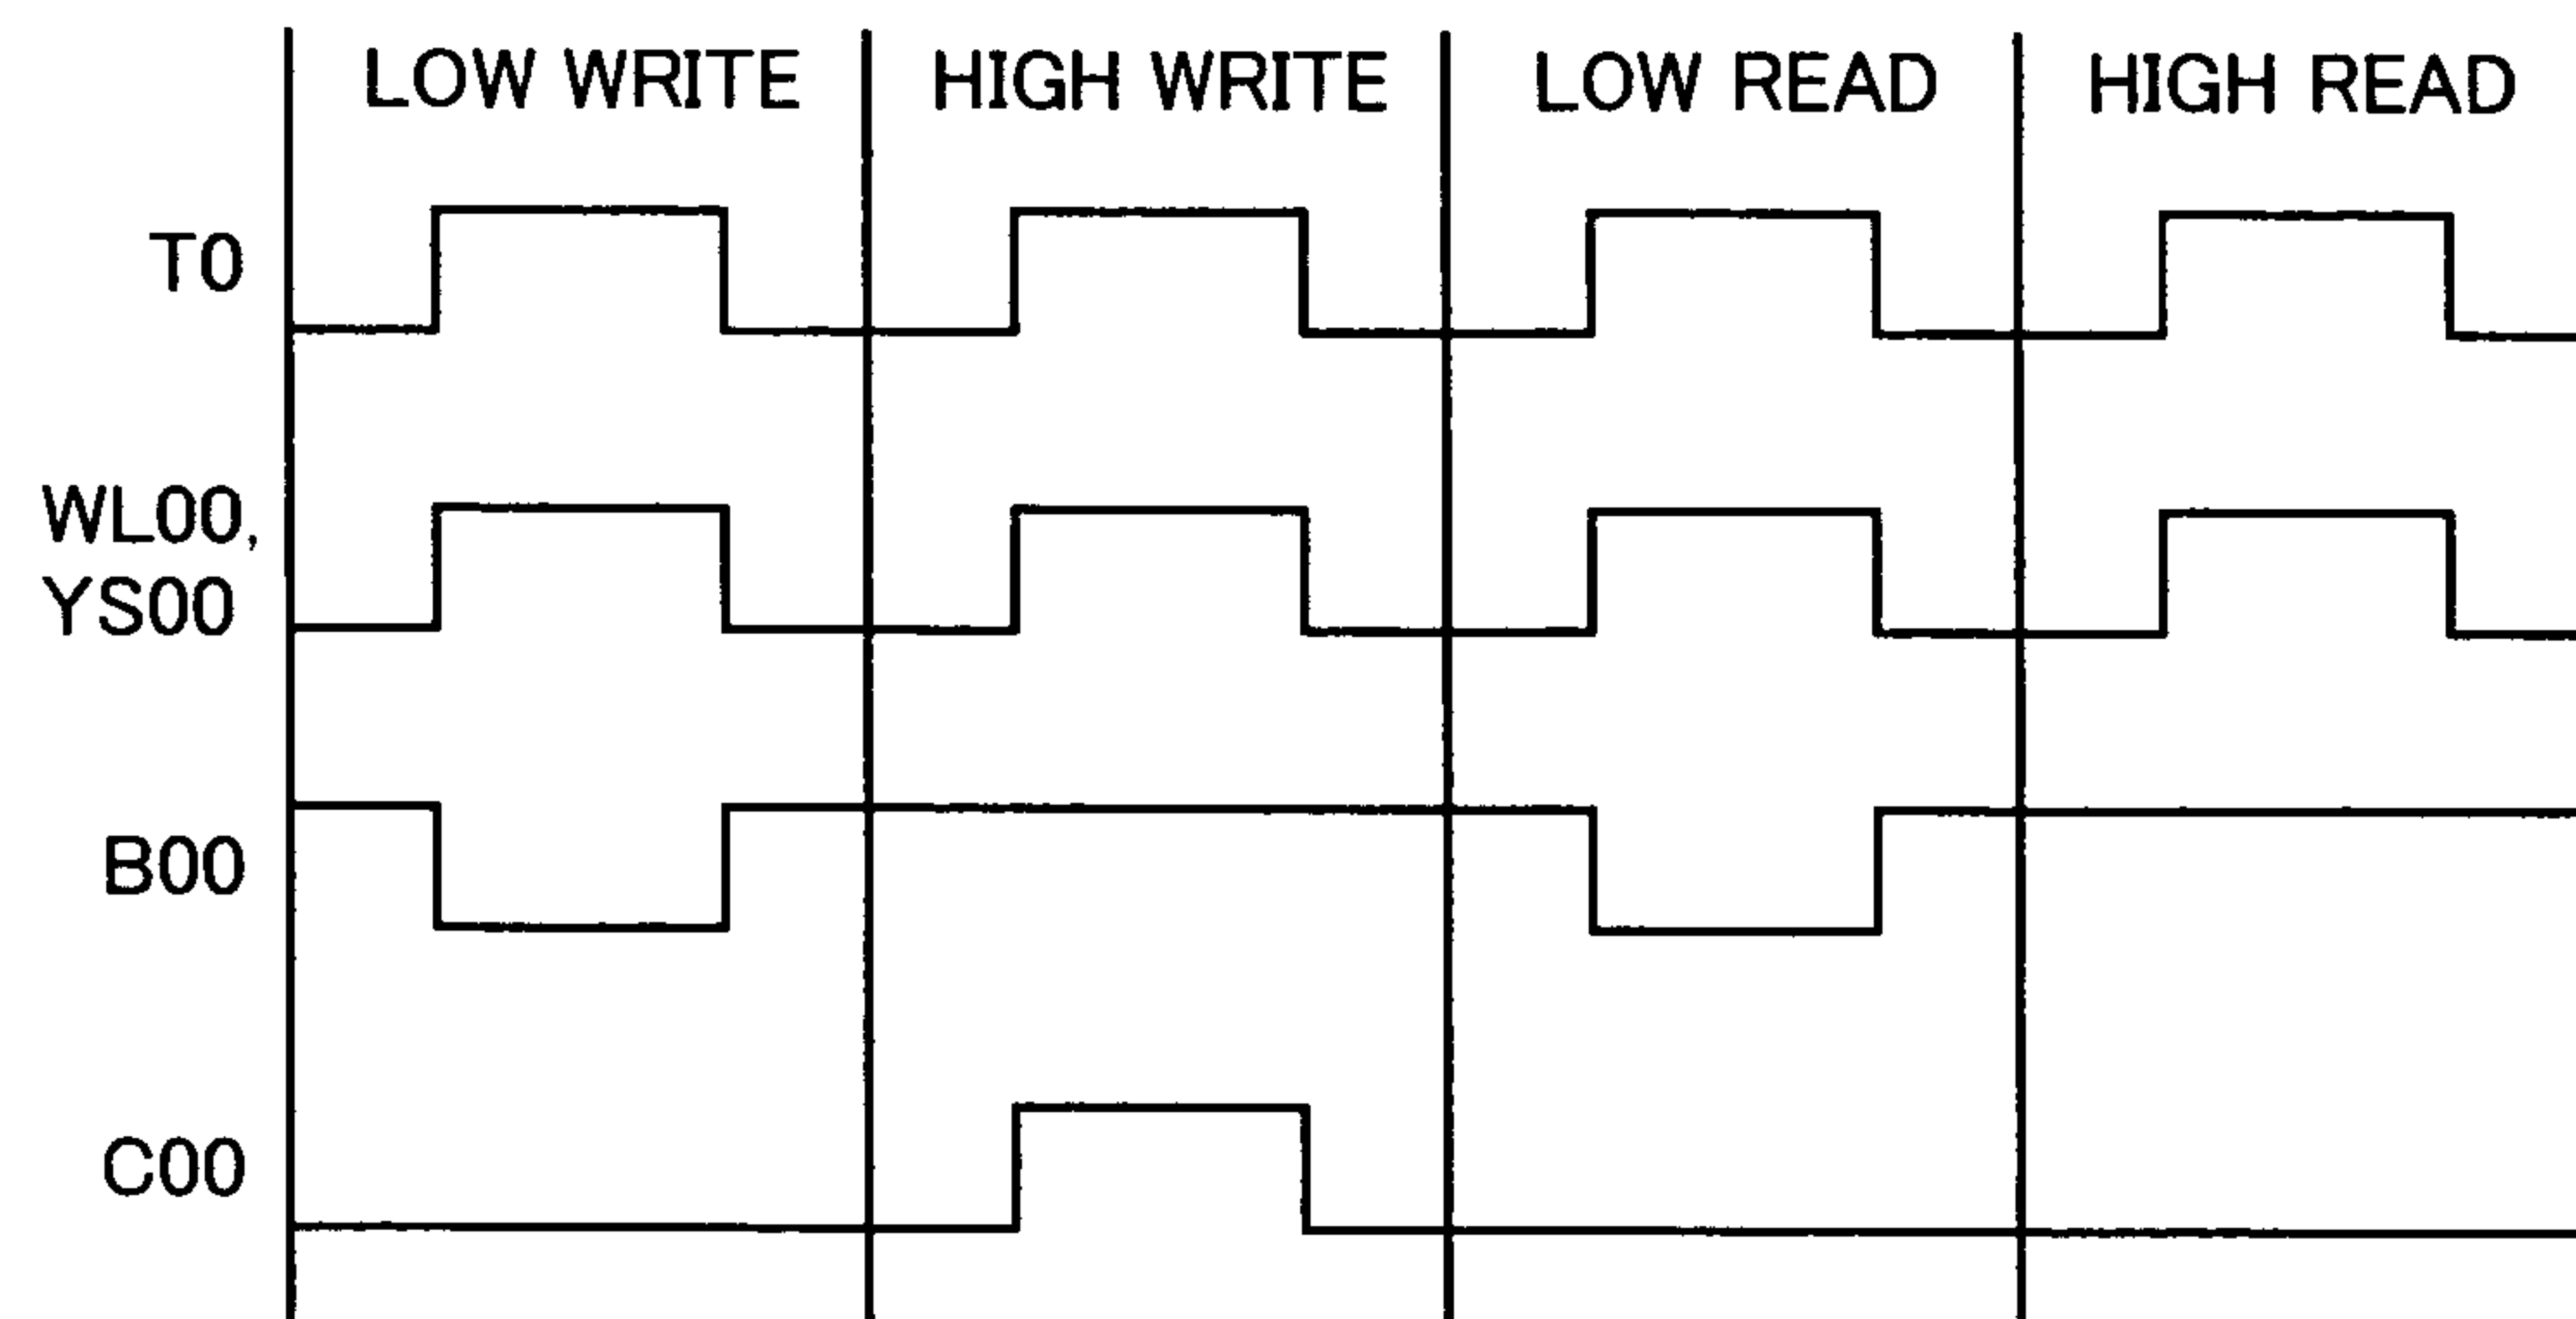 LOW WRITE HIGH WRITE LOW READ HIGH READ
T0
WL00,
YS00
B00
C00